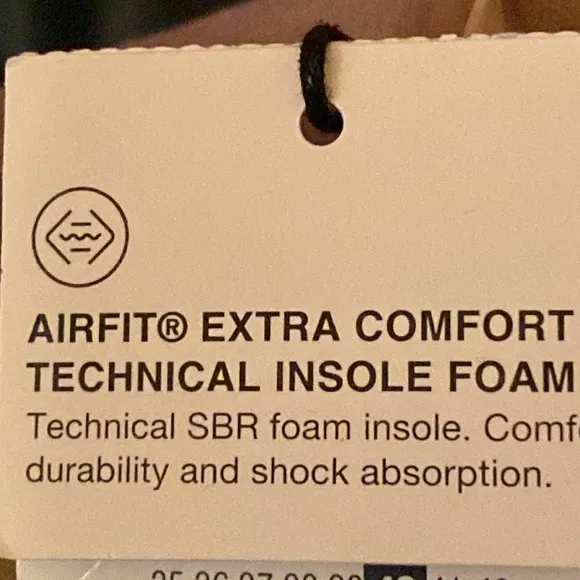 AIRFIT® EXTRA COMFORT
TECHNICAL INSOLE FOAM
Technical SBR foam insole.
durability and shock absorption.